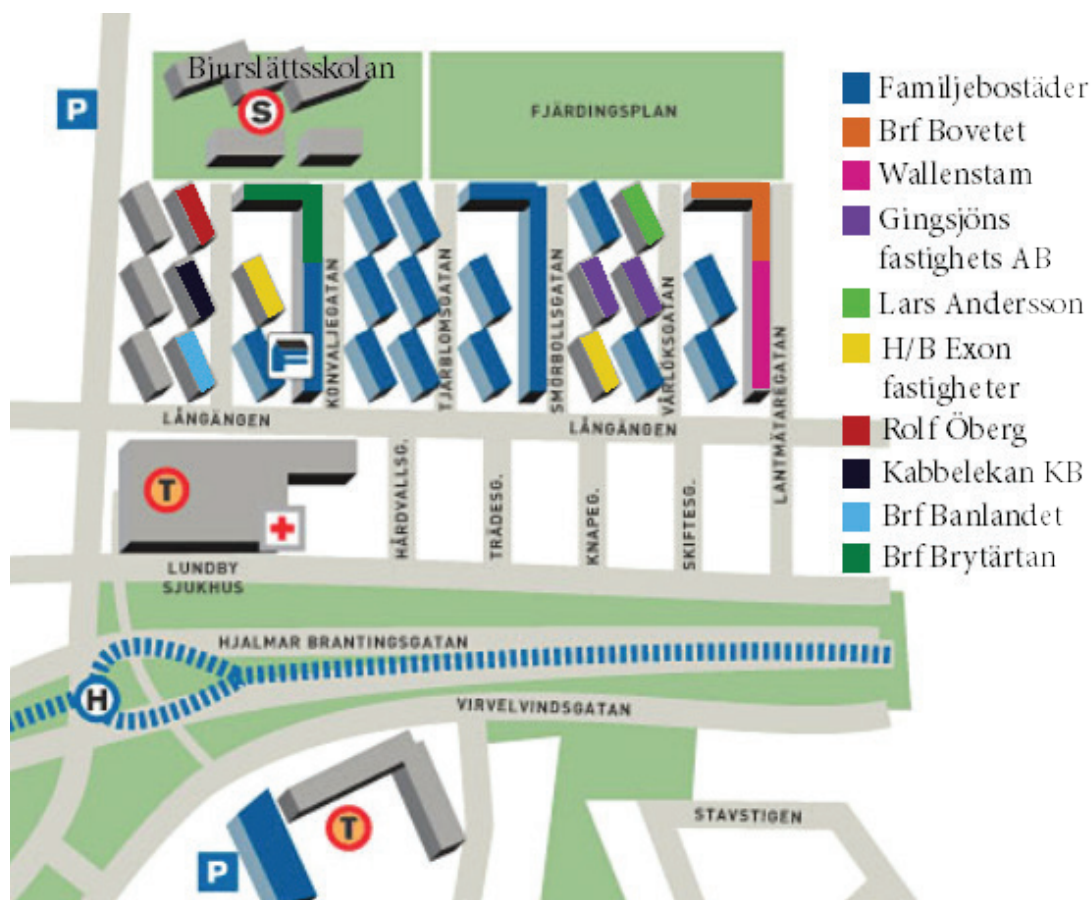 Bjurslättsskolan
P
S
FJÄRDINGSPLAN
Familjebostäder
Brf Bovetet
Wallenstam
Gingsjöns
fastighets AB
Lars Andersson
H/B Exon
fastigheter
Rolf Öberg
Kabbelekan KB
Brf Banlandet
Brf Brytärtan
KONVALJEGATAN
TJÄRBLOMSGATAN
SMÖRBOLLSGATAN
VÅRLÖKSGATAN
LANTMÄTAREGATAN
LÅNGÄNGEN
LÅNGÄNGEN
T
HÅRDVALLSG.
TRÄDESG.
KNAPEG.
SKIFTESG.
LUNDBY
SJUKHUS
HJALMAR BRANTINGSGATAN
H
VIRVELVINDSGATAN
T
STAVSTIGEN
P